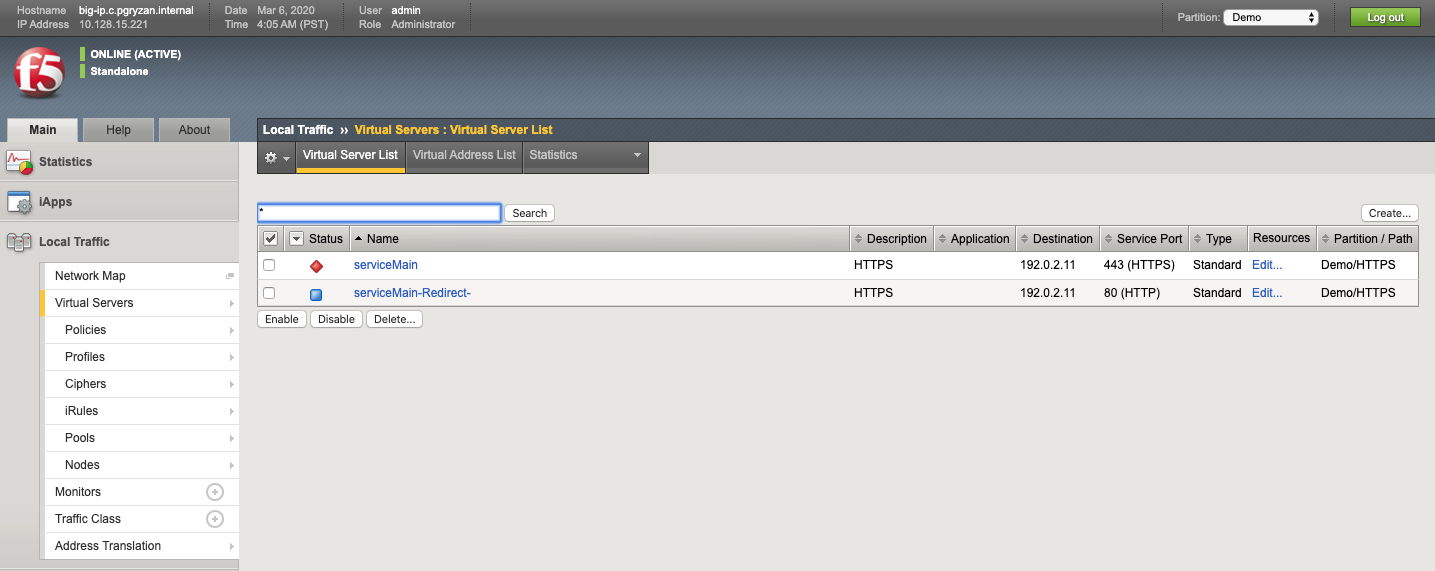 Hostname big-ip.c.pgryzan.internal Date Mar 6, 2020 User admin Partition: Demo Log out
IP Address 10.128.15.221 Time 4:05 AM (PST) Role Administrator
f5
ONLINE (ACTIVE)
Standalone
Main Help About
Local Traffic ›› Virtual Servers : Virtual Server List
Virtual Server List Virtual Address List Statistics
Statistics
iApps
Local Traffic
Network Map
Virtual Servers
Policies
Profiles
Ciphers
iRules
Pools
Nodes
Monitors
Traffic Class
Address Translation
* Search Create...
Status Name Description Application Destination Service Port Type Resources Partition / Path
serviceMain HTTPS 192.0.2.11 443 (HTTPS) Standard Edit... Demo/HTTPS
serviceMain-Redirect- HTTPS 192.0.2.11 80 (HTTP) Standard Edit... Demo/HTTPS
Enable Disable Delete...